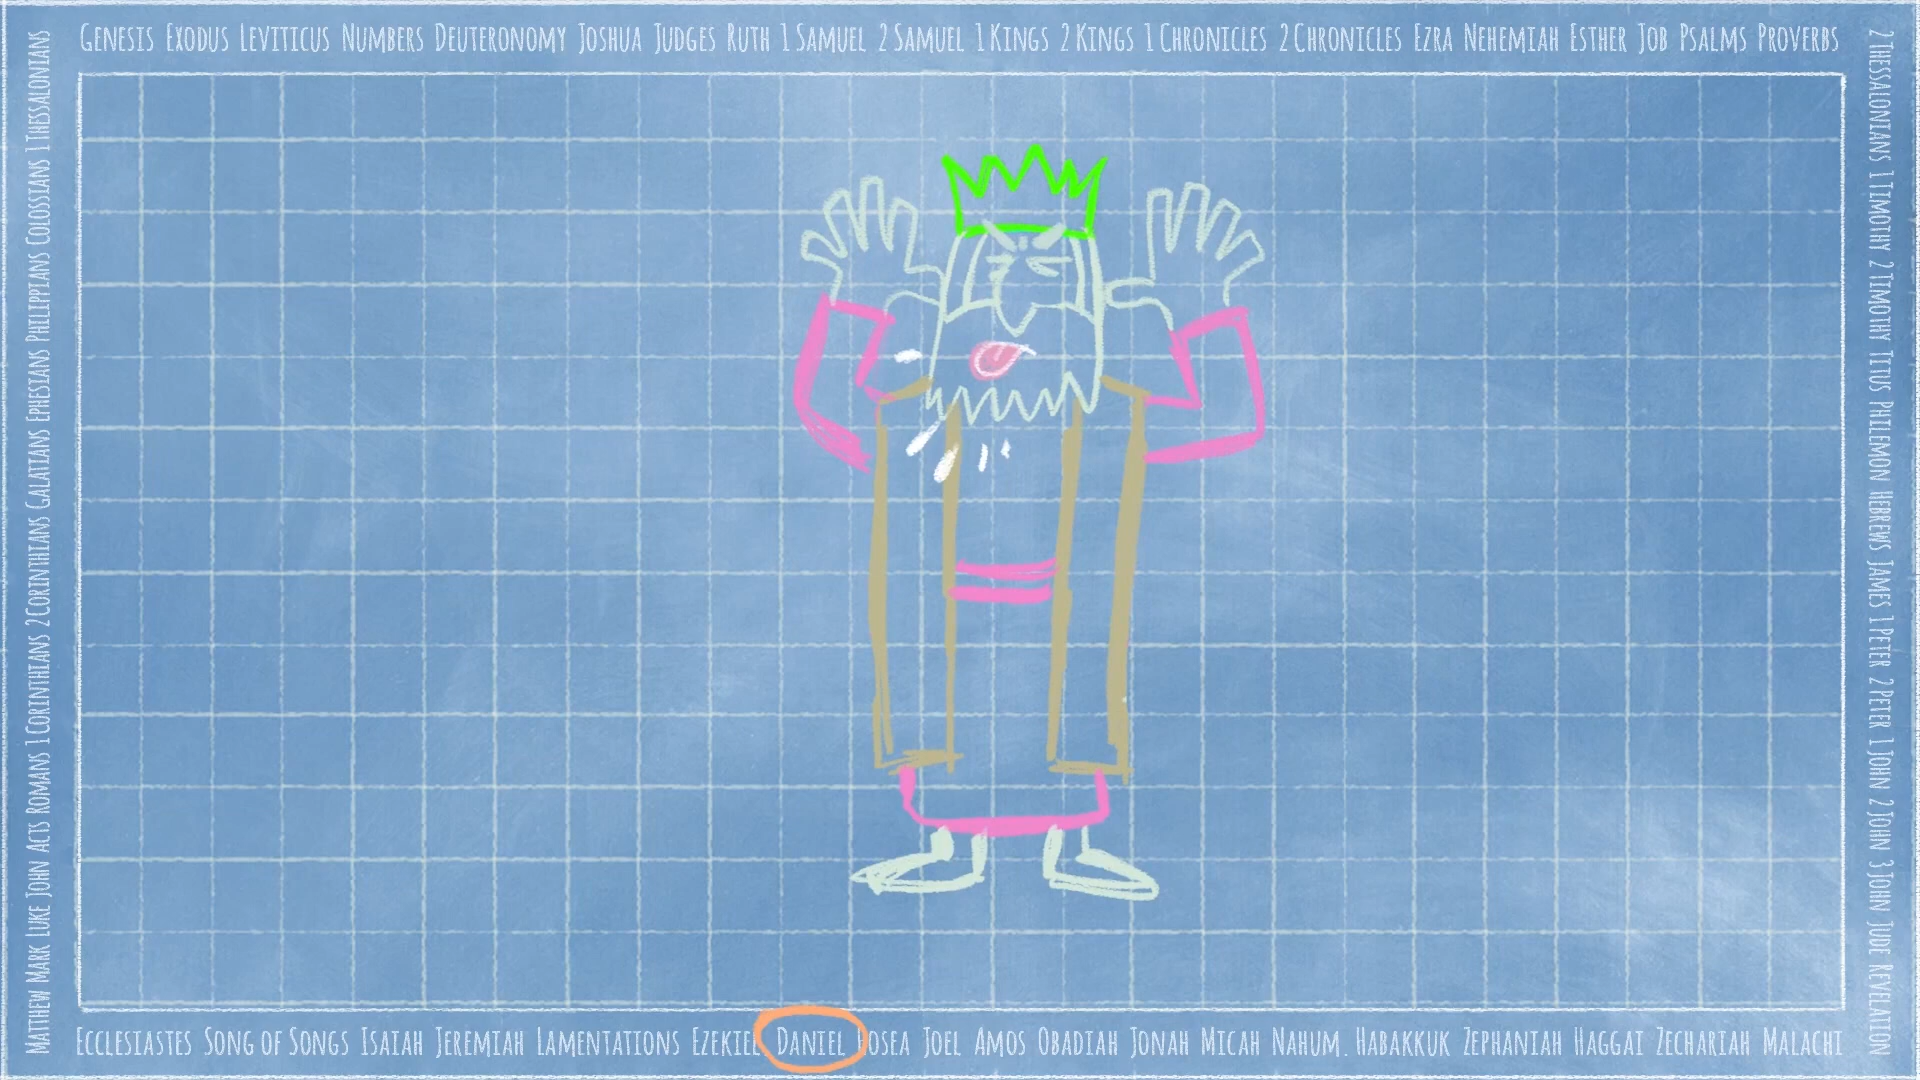 Genesis Exodus Leviticus Numbers Deuteronomy Joshua Judges Ruth 1 Samuel 2 Samuel 1 Kings 2 Kings 1 Chronicles 2 Chronicles Ezra Nehemiah Esther Job Psalms Proverbs
Ecclesiastes Song of Songs Isaiah Jeremiah Lamentations Ezekiel Daniel Hosea Joel Amos Obadiah Jonah Micah Nahum. Habakkuk Zephaniah Haggai Zechariah Malachi
Matthew Mark Luke John Acts Romans 1 Corinthians 2 Corinthians Galatians Ephesians Philippians Colossians 1 Thessalonians
2 Thessalonians 1 Timothy 2 Timothy Titus Philemon Hebrews James 1 Peter 2 Peter 1 John 2 John 3 John Jude Revelation